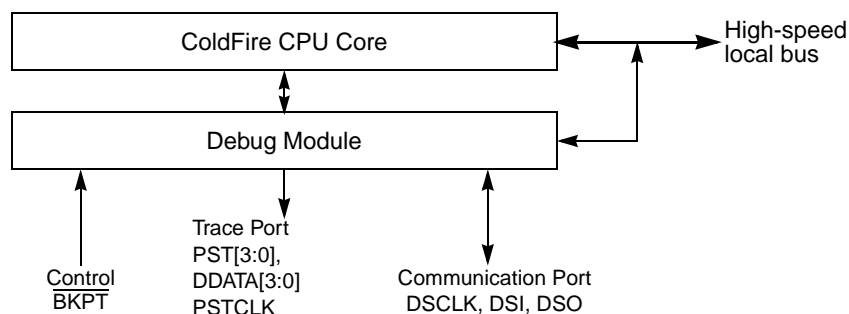 ColdFire CPU Core
High-speed
local bus
Debug Module
Control
BKPT
Trace Port
PST[3:0],
DDATA[3:0]
PSTCLK
Communication Port
DSCLK, DSI, DSO